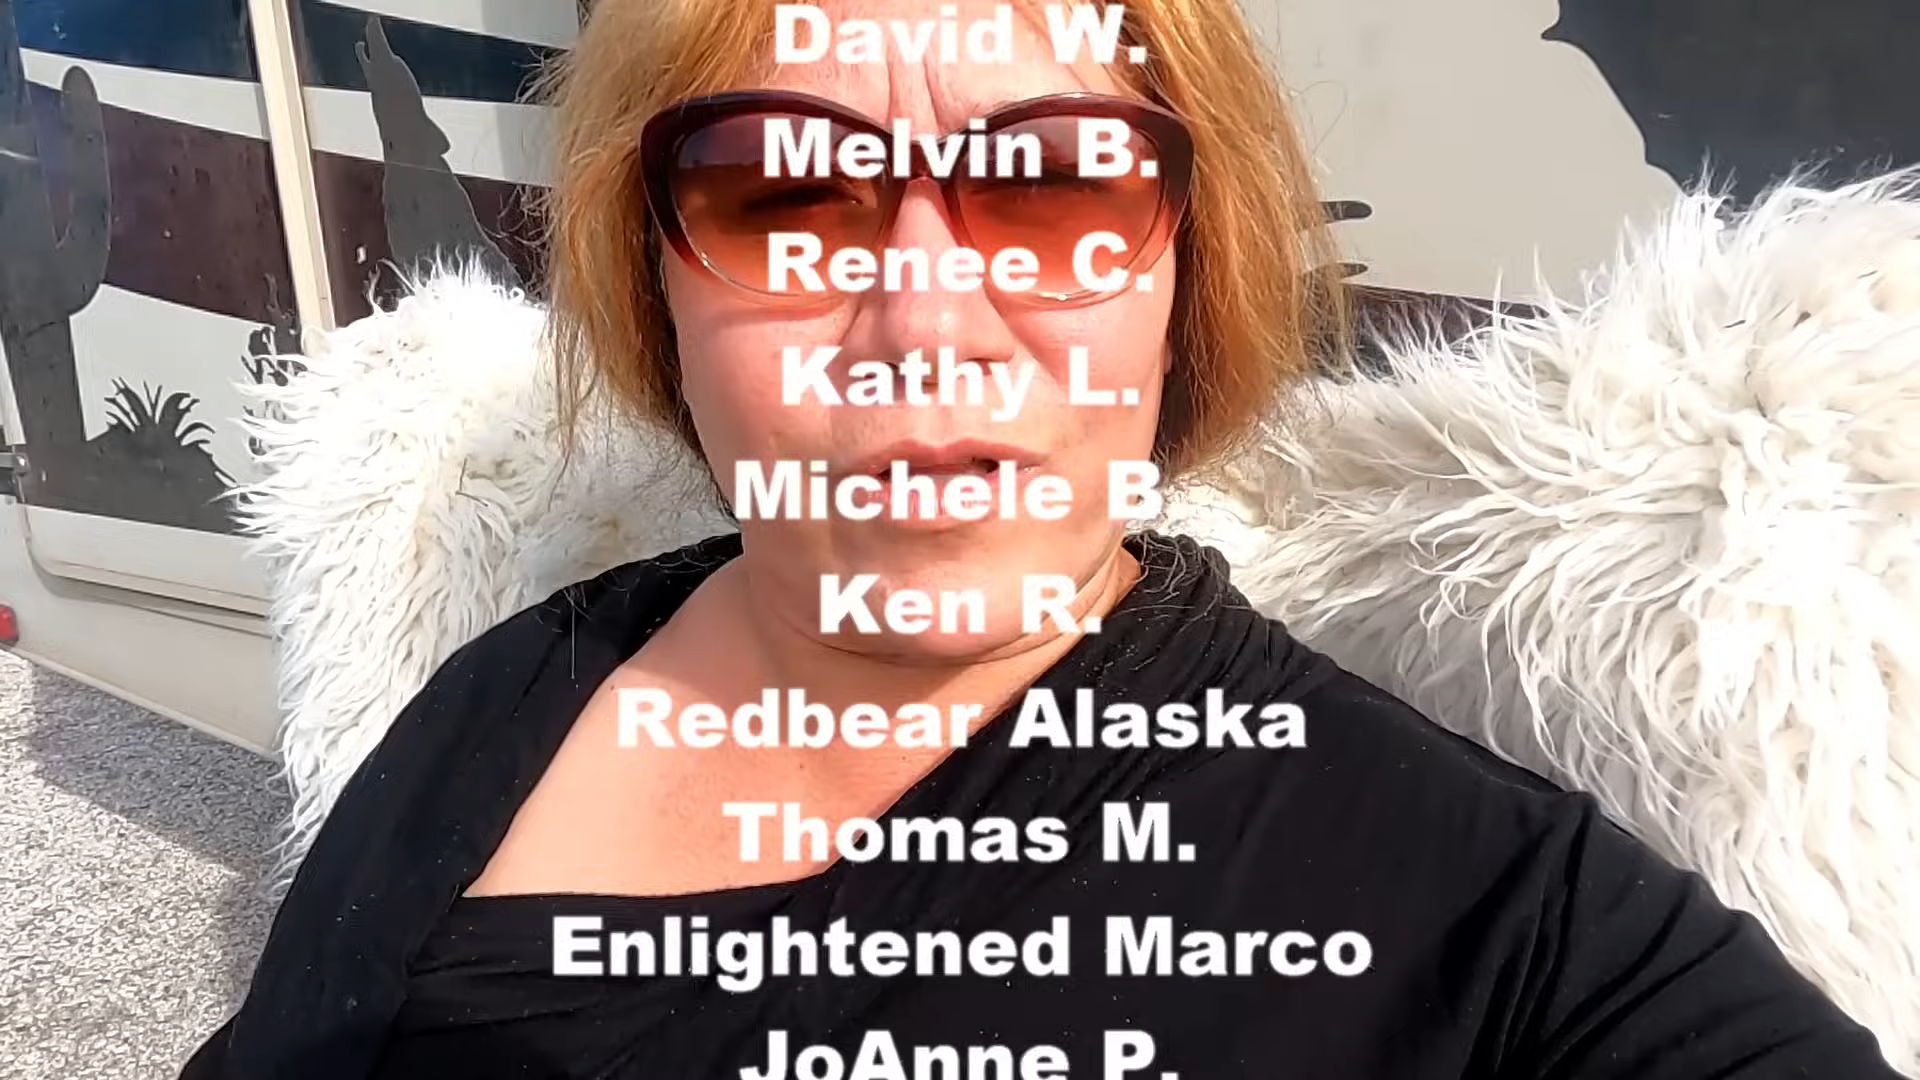 David W.
Melvin B.
Renee C.
Kathy L.
Michele B.
Ken R.
Redbear Alaska
Thomas M.
Enlightened Marco
JoAnne P.